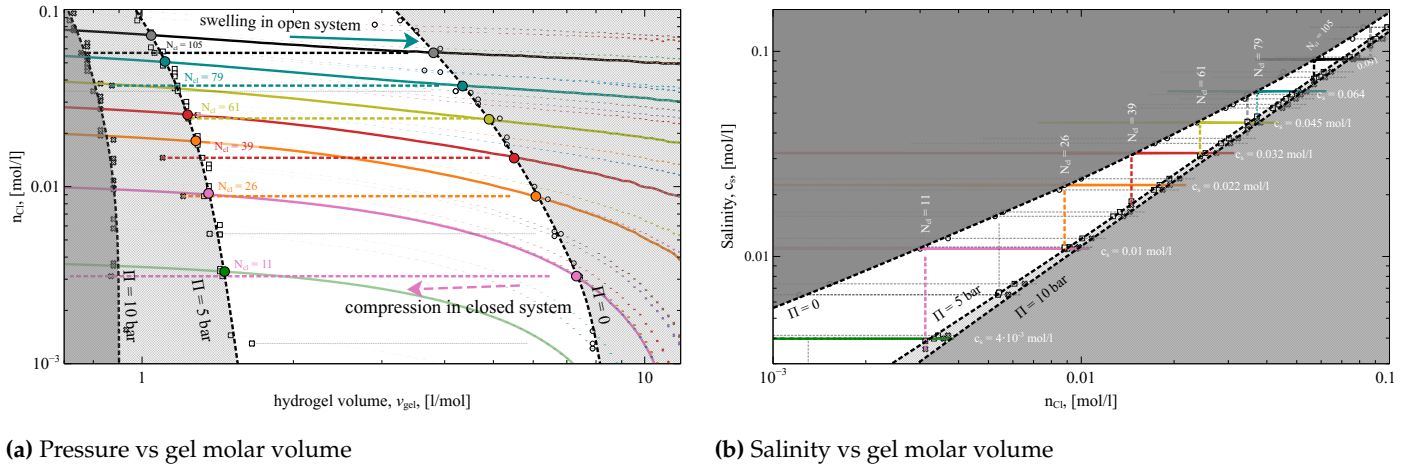 0.1
0.01
10⁻³
n_Cl, [mol/l]
swelling in open system
N_cl = 105
N_cl = 79
N_cl = 61
N_cl = 39
N_cl = 26
N_cl = 11
compression in closed system
Π = 10 bar
Π = 5 bar
Π = 0
1
10
hydrogel volume, v_gel, [l/mol]
(a) Pressure vs gel molar volume
0.1
0.01
Salinity, c_s,
N_cl = 105
N_cl = 79
N_cl = 61
N_cl = 39
N_cl = 26
N_cl = 11
0.091
c_s = 0.064
c_s = 0.045 mol/l
c_s = 0.032 mol/l
c_s = 0.022 mol/l
c_s = 0.01 mol/l
c_s = 4·10⁻³ mol/l
Π = 0
Π = 5 bar
Π = 10 bar
10⁻³
0.01
0.1
n_Cl, [mol/l]
(b) Salinity vs gel molar volume